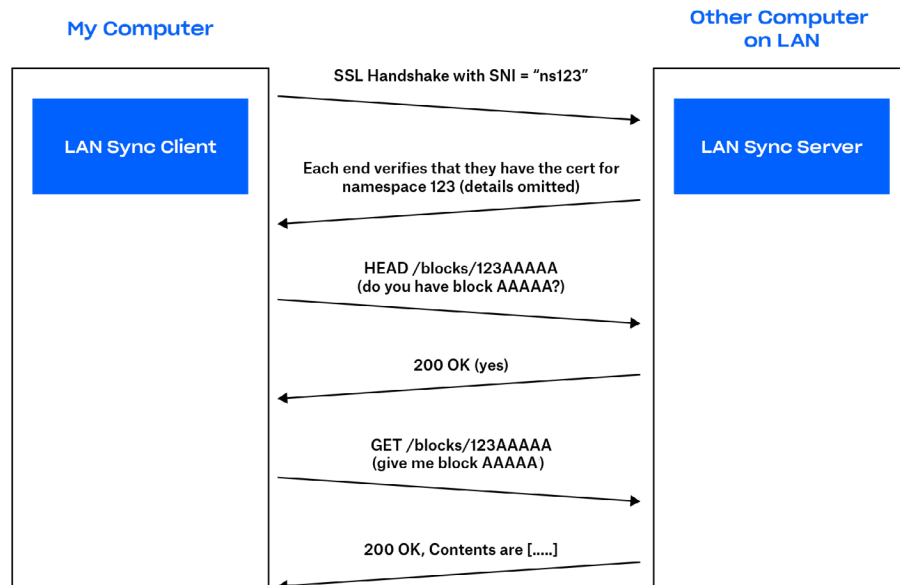 My Computer
Other Computer
on LAN
SSL Handshake with SNI = “ns123”
LAN Sync Client
LAN Sync Server
Each end verifies that they have the cert for
namespace 123 (details omitted)
HEAD /blocks/123AAAAA
(do you have block AAAAA?)
200 OK (yes)
GET /blocks/123AAAAA
(give me block AAAAA)
200 OK, Contents are [.....]